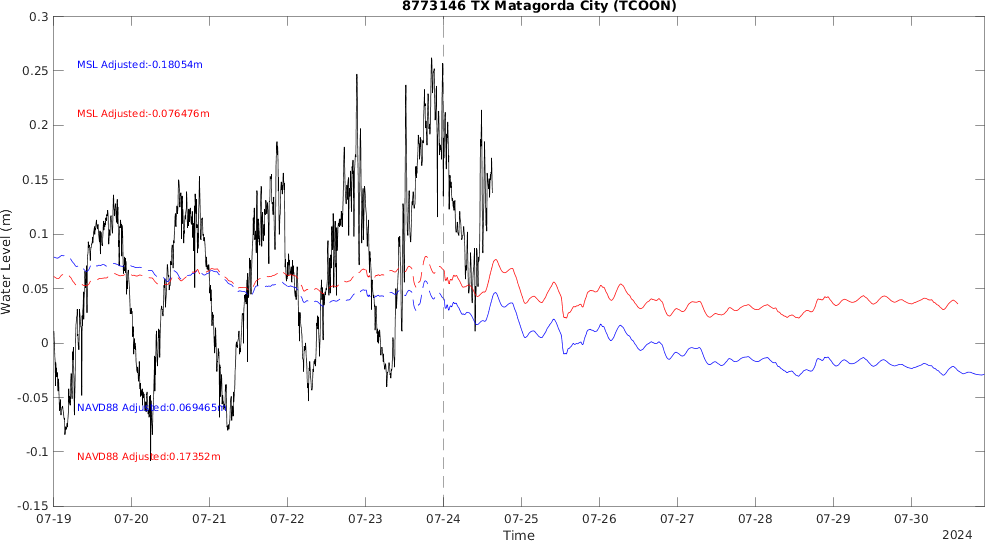 8773146 TX Matagorda City (TCOON)
0.3
0.25
0.2
0.15
0.1
0.05
0
-0.05
-0.1
-0.15
Water Level (m)
MSL Adjusted:-0.18054m
MSL Adjusted:-0.076476m
NAVD88 Adjusted:0.069465m
NAVD88 Adjusted:0.17352m
07-19 07-20 07-21 07-22 07-23 07-24 07-25 07-26 07-27 07-28 07-29 07-30
Time
2024